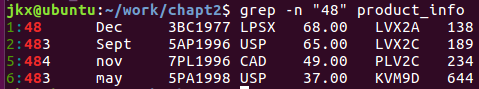 jkx@ubuntu:~/work/chapt2$ grep -n "48" product_info
1:48      Dec     3BC1977 LPSX    68.00   LVX2A   138
2:483     Sept    5AP1996 USP     65.00   LVX2C   189
5:484     nov     7PL1996 CAD     49.00   PLV2C   234
6:483     may     5PA1998 USP     37.00   KVM9D   644